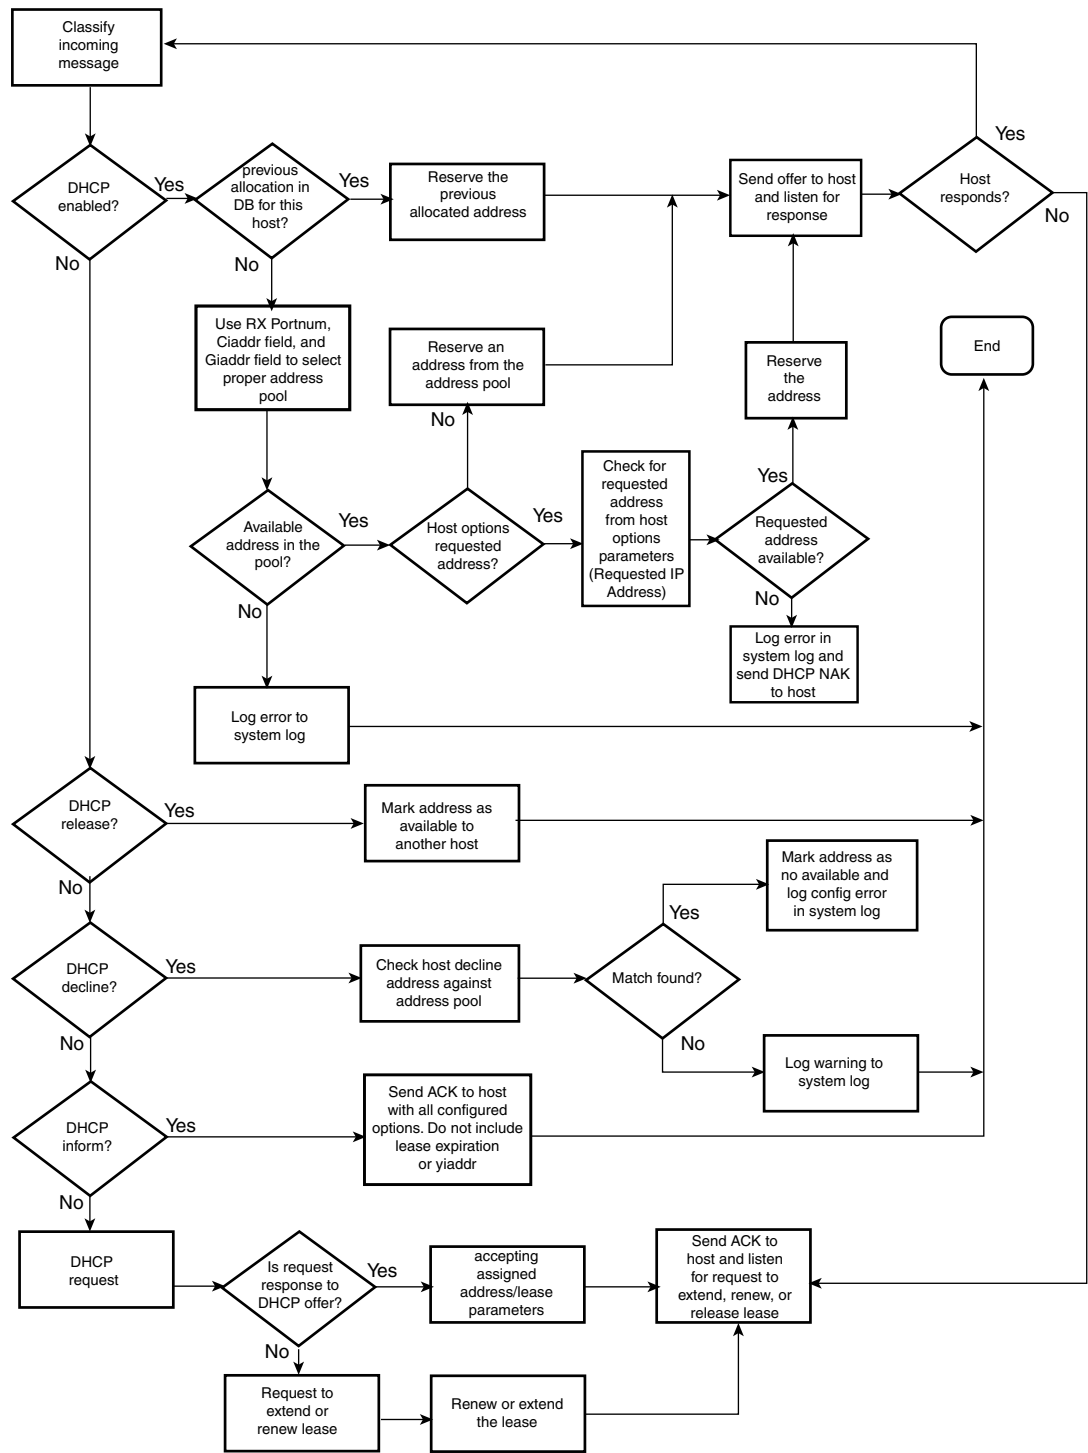 Classify
incoming
message
DHCP
enabled?
Yes
No
previous
allocation in
DB for this
host?
Yes
No
Reserve the
previous
allocated address
Send offer to host
and listen for
response
Host
responds?
Yes
No
Use RX Portnum,
Ciaddr field, and
Giaddr field to select
proper address
pool
Reserve an
address from the
address pool
No
Reserve
the
address
End
Available
address in the
pool?
Yes
No
Host options
requested
address?
Yes
Check for
requested
address
from host
options
parameters
(Requested IP
Address)
Requested
address
available?
Yes
No
Log error in
system log and
send DHCP NAK
to host
Log error to
system log
DHCP
release?
Yes
No
Mark address as
available to
another host
Mark address as
no available and
log config error
in system log
DHCP
decline?
Yes
No
Check host decline
address against
address pool
Match found?
Yes
No
Log warning to
system log
DHCP
inform?
Yes
No
Send ACK to host
with all configured
options. Do not include
lease expiration
or yiaddr
DHCP
request
Is request
response to
DHCP offer?
Yes
No
accepting
assigned
address/lease
parameters
Send ACK to
host and listen
for request to
extend, renew, or
release lease
Request to
extend or
renew lease
Renew or extend
the lease